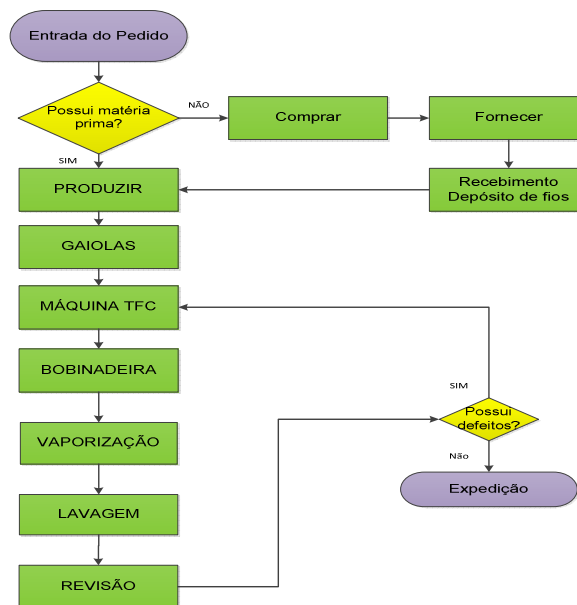 Entrada do Pedido
Possui matéria
prima?
NÃO
Comprar
Fornecer
SIM
PRODUZIR
Recebimento
Depósito de fios
GAIOLAS
MÁQUINA TFC
BOBINADEIRA
SIM
Possui
defeitos?
VAPORIZAÇÃO
Não
Expedição
LAVAGEM
REVISÃO